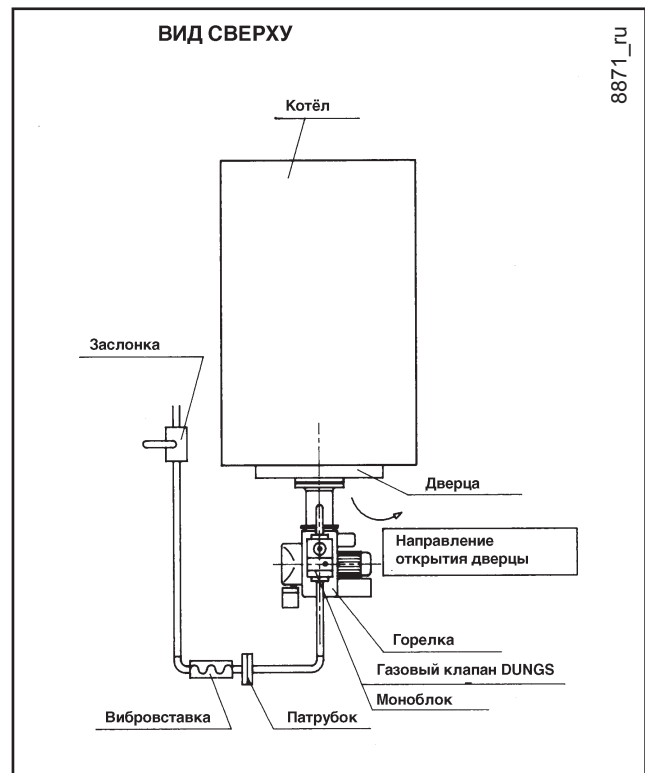 ВИД СВЕРХУ
8871_ru
Котёл
Заслонка
Дверца
Направление
открытия дверцы
Горелка
Газовый клапан DUNGS
Моноблок
Вибровставка
Патрубок